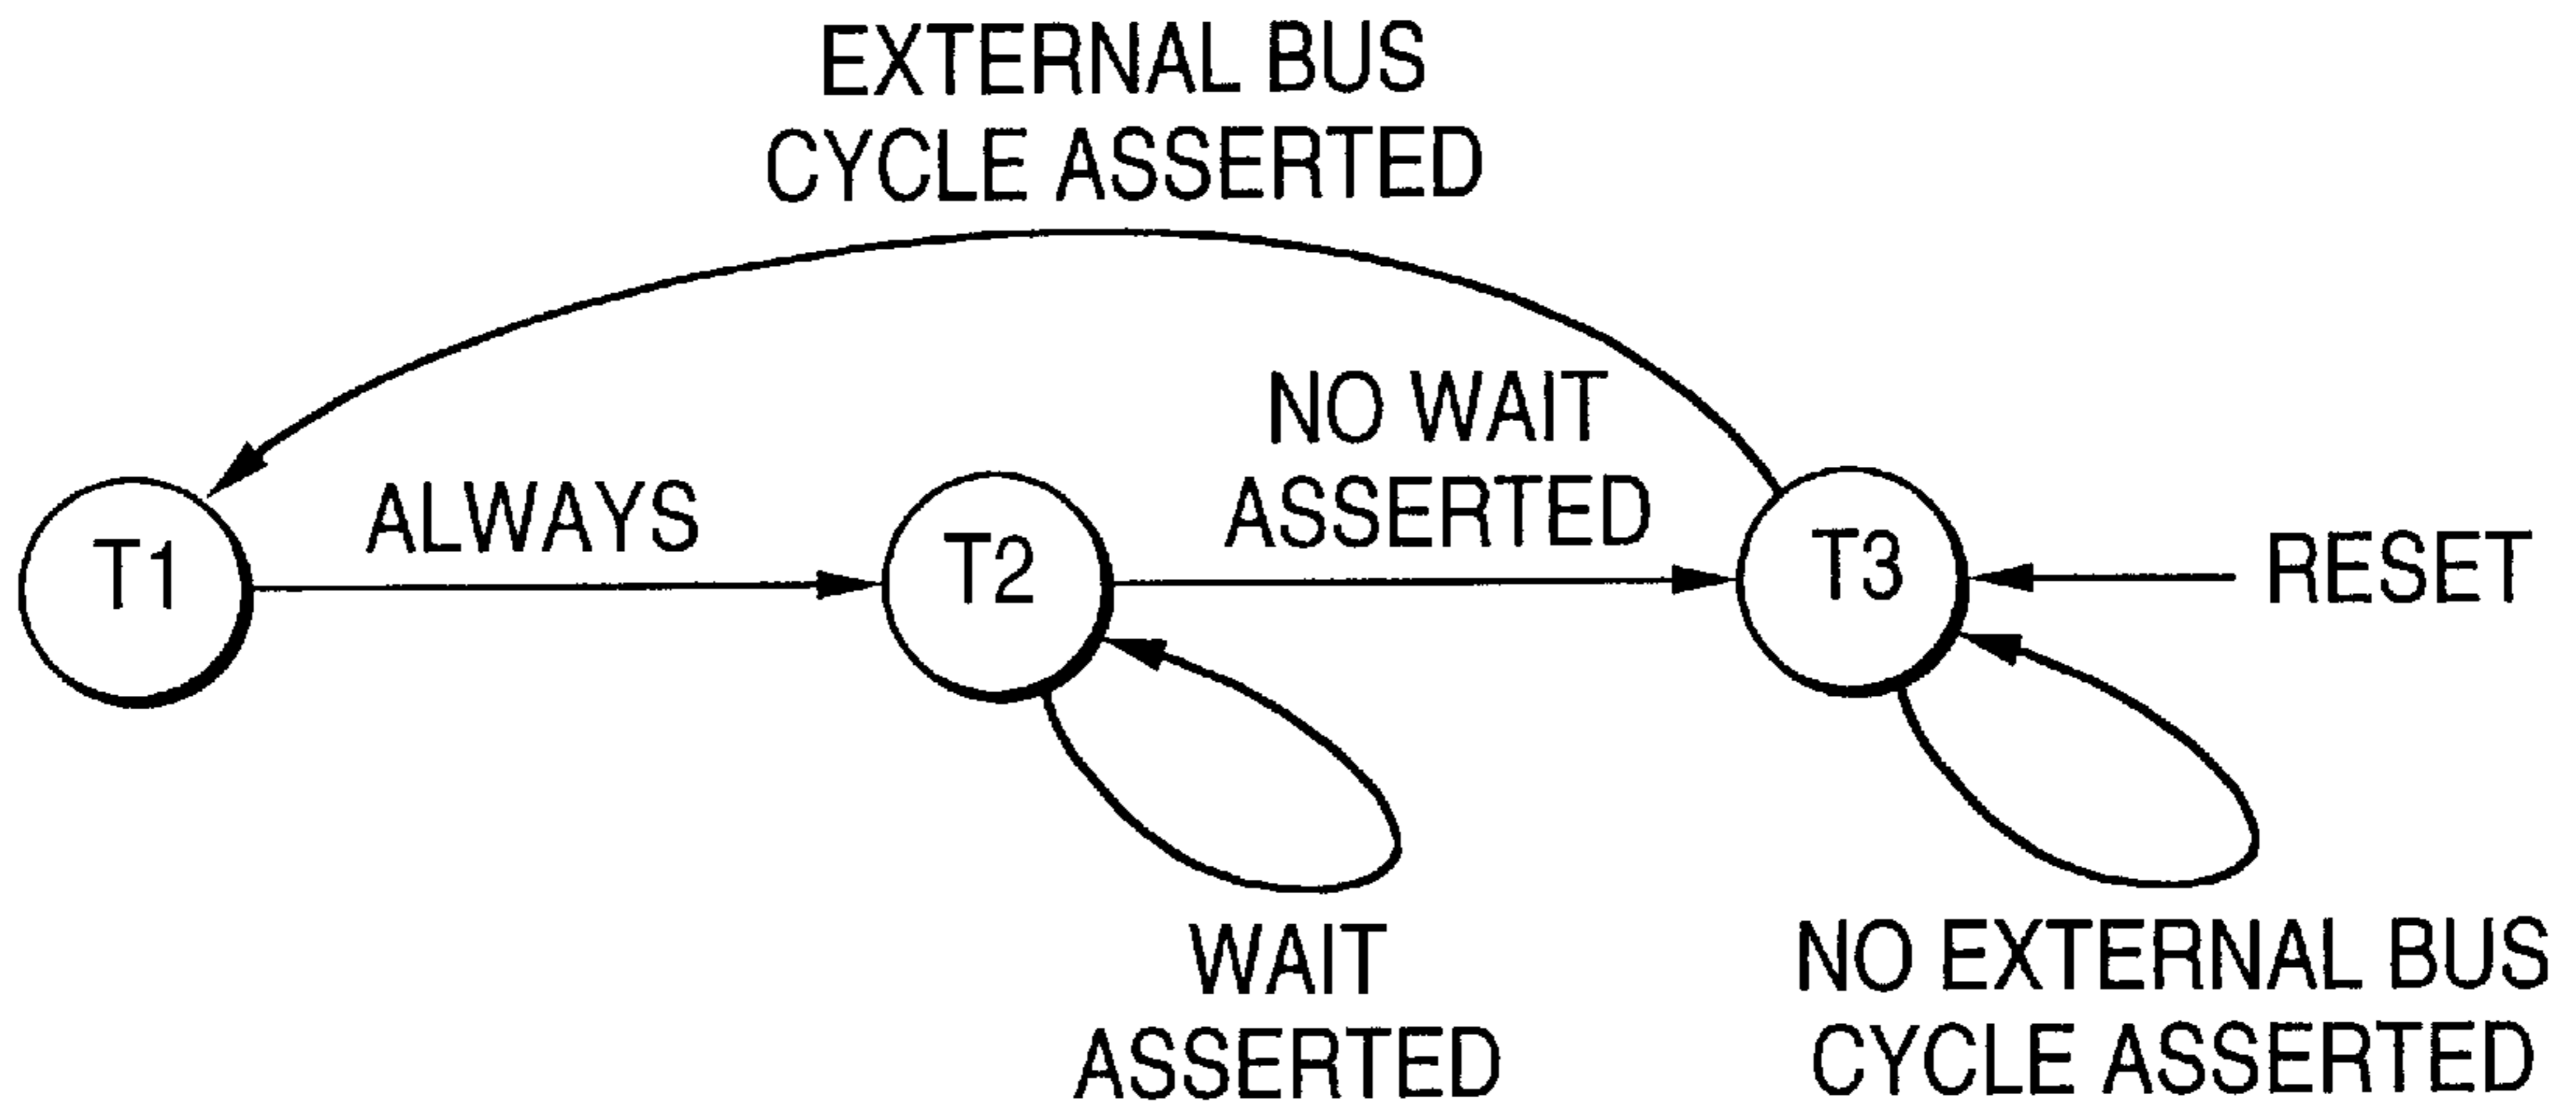 EXTERNAL BUS
CYCLE ASSERTED
NO WAIT
ASSERTED
ALWAYS
T1
T2
T3
RESET
WAIT
ASSERTED
NO EXTERNAL BUS
CYCLE ASSERTED